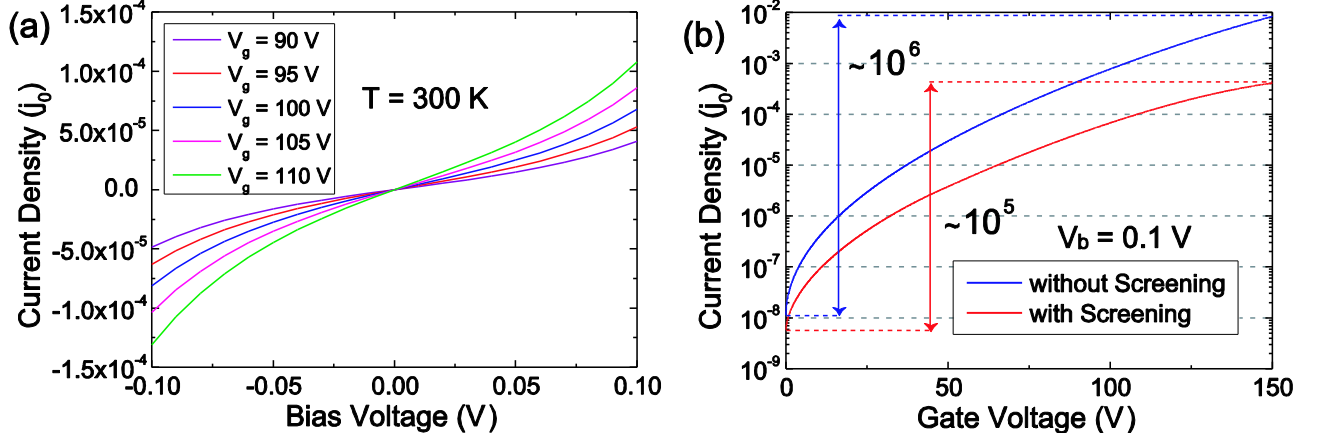 (a)
Current Density (j₀)
1.5x10⁻⁴
1.0x10⁻⁴
5.0x10⁻⁵
0.0
-5.0x10⁻⁵
-1.0x10⁻⁴
-1.5x10⁻⁴
V_g = 90 V
V_g = 95 V
V_g = 100 V
V_g = 105 V
V_g = 110 V
T = 300 K
-0.10 -0.05 0.00 0.05 0.10
Bias Voltage (V)
(b)
Current Density (j₀)
10⁻²
10⁻³
10⁻⁴
10⁻⁵
10⁻⁶
10⁻⁷
10⁻⁸
10⁻⁹
~10⁶
~10⁵
V_b = 0.1 V
without Screening
with Screening
0 50 100 150
Gate Voltage (V)